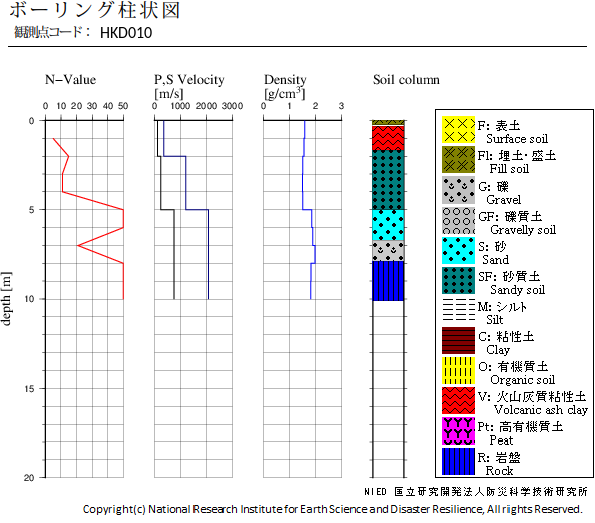 ボーリング柱状図
観測点コード： HKD010
N−Value
P,S Velocity
[m/s]
Density
[g/cm3]
Soil column
0 10 20 30 40 50
0 1000 2000 3000
0 1 2 3
0
5
10
15
20
depth [m]
F: 表土
Surface soil
Fl: 埋土・盛土
Fill soil
G: 礫
Gravel
GF: 礫質土
Gravelly soil
S: 砂
Sand
SF: 砂質土
Sandy soil
M: シルト
Silt
C: 粘性土
Clay
O: 有機質土
Organic soil
V: 火山灰質粘性土
Volcanic ash clay
Pt: 高有機質土
Peat
R: 岩盤
Rock
NIED 国立研究開発法人防災科学技術研究所
Copyright(c) National Research Institute for Earth Science and Disaster Resilience, All rights Reserved.